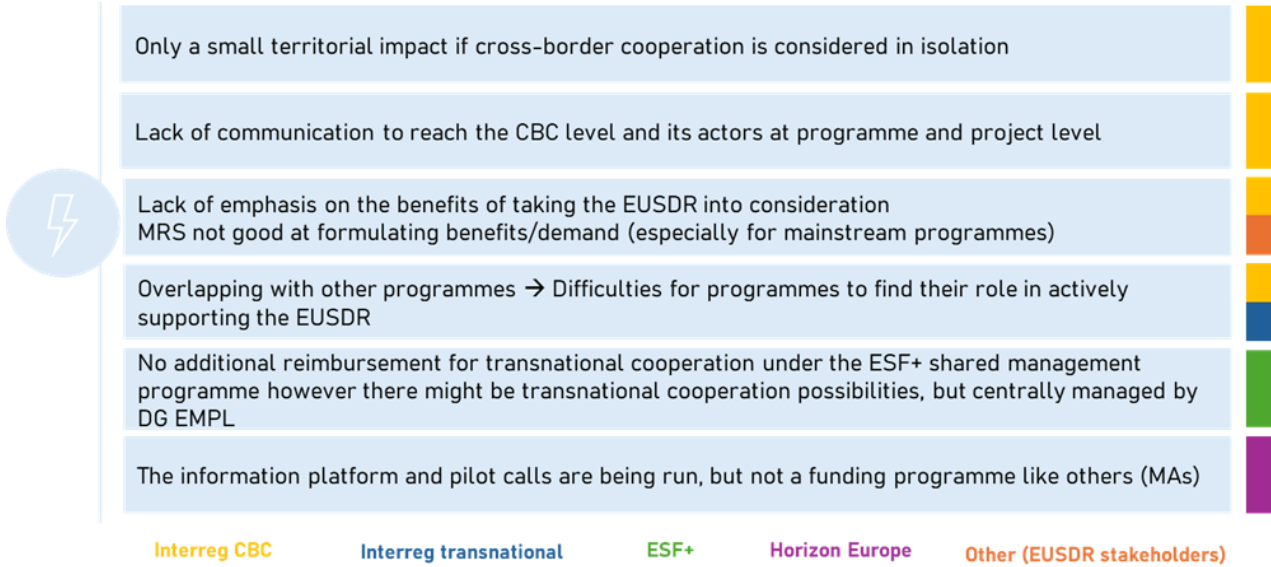 Only a small territorial impact if cross-border cooperation is considered in isolation
Lack of communication to reach the CBC level and its actors at programme and project level
Lack of emphasis on the benefits of taking the EUSDR into consideration
MRS not good at formulating benefits/demand (especially for mainstream programmes)
Overlapping with other programmes → Difficulties for programmes to find their role in actively
supporting the EUSDR
No additional reimbursement for transnational cooperation under the ESF+ shared management
programme however there might be transnational cooperation possibilities, but centrally managed by
DG EMPL
The information platform and pilot calls are being run, but not a funding programme like others (MAs)
Interreg CBC Interreg transnational ESF+ Horizon Europe Other (EUSDR stakeholders)